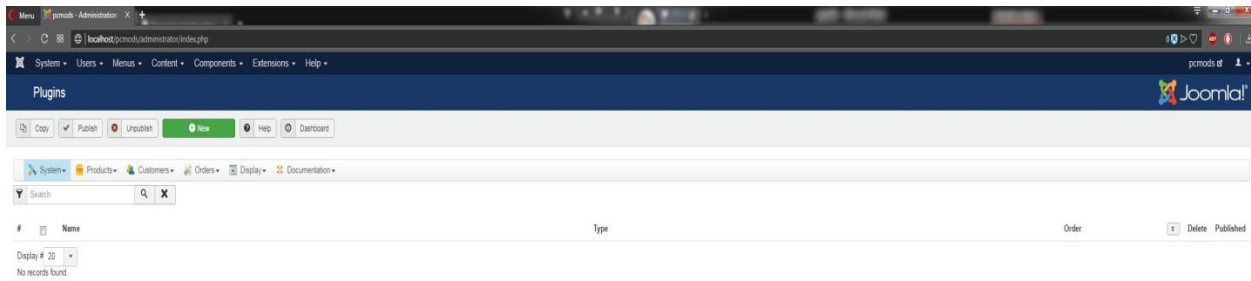 Menu pcmods - Administration
localhost/pcmods/administrator/index.php
System Users Menus Content Components Extensions Help pcmods
Plugins Joomla!
Copy Publish Unpublish New Help Dashboard
System Products Customers Orders Display Documentation
Search
# Name Type Order Delete Published
Display # 20
No records found.